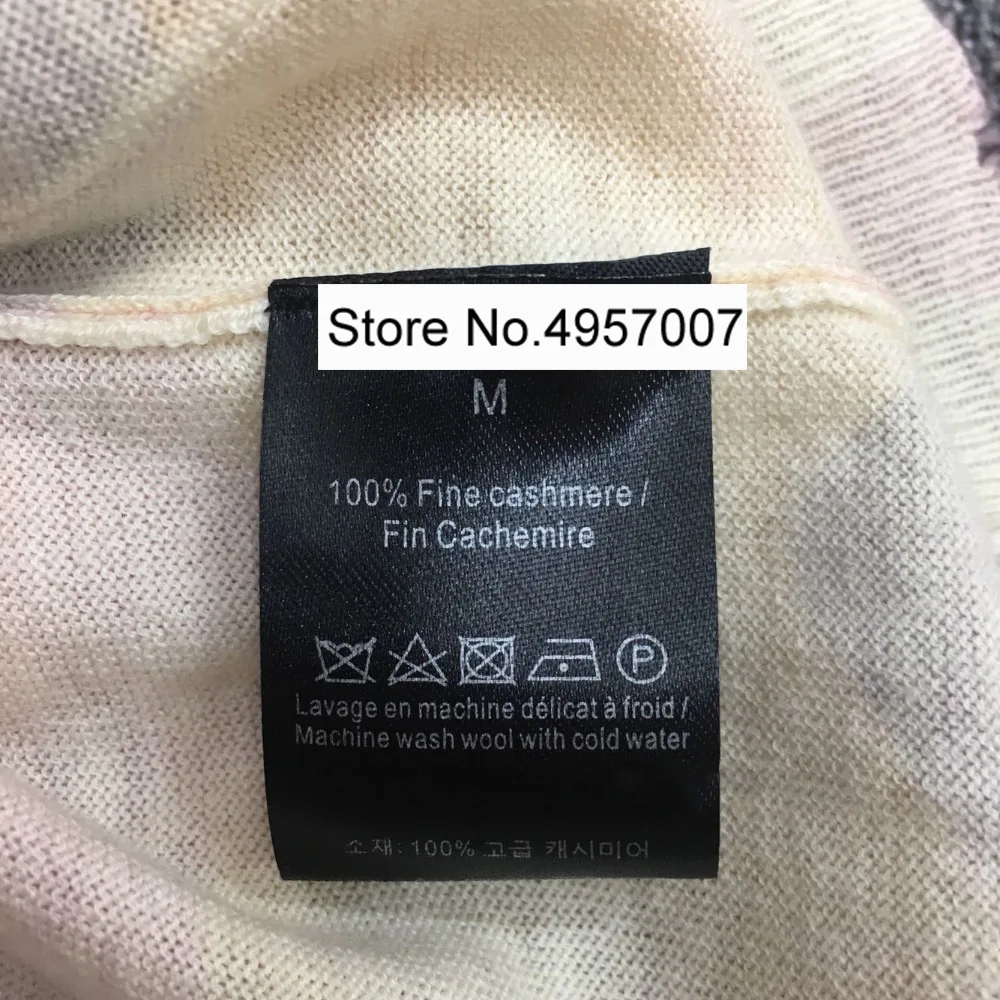 Store No.4957007
M
100% Fine cashmere /
Fin Cachemire
P
Lavage en machine délicat à froid /
Machine wash wool with cold water
소재: 100% 고급 캐시미어